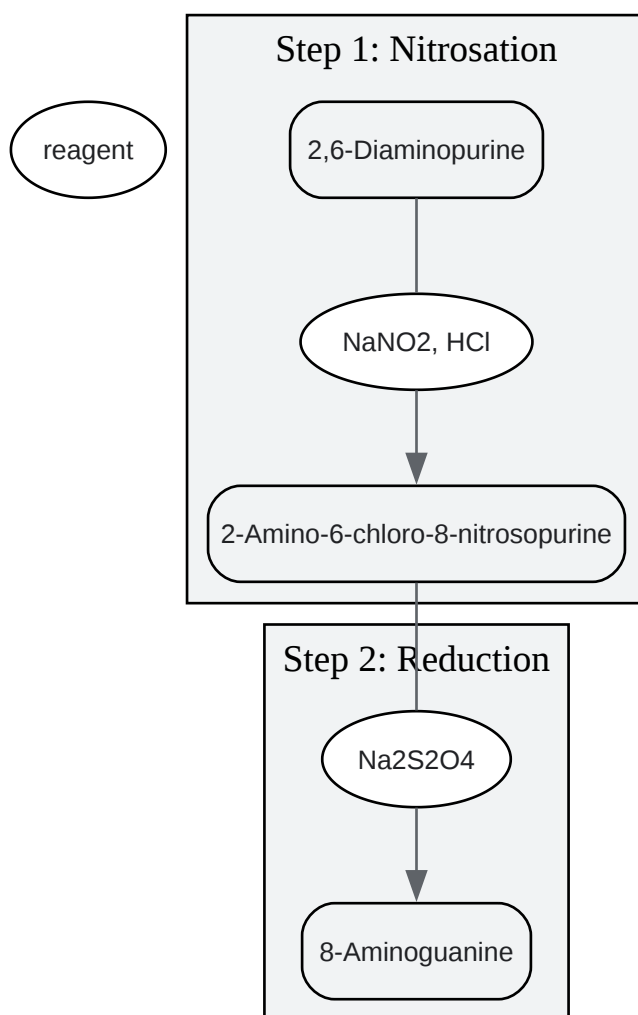 Step 1: Nitrosation
reagent
2,6-Diaminopurine
NaNO2, HCl
2-Amino-6-chloro-8-nitrosopurine
Step 2: Reduction
Na2S2O4
8-Aminoguanine